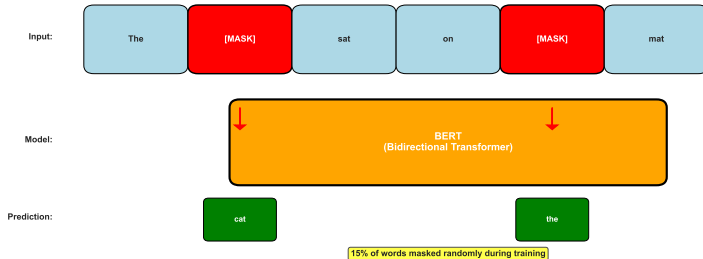 Input:
The [MASK] sat on [MASK] mat
Model:
BERT
(Bidirectional Transformer)
Prediction:
cat the
15% of words masked randomly during training